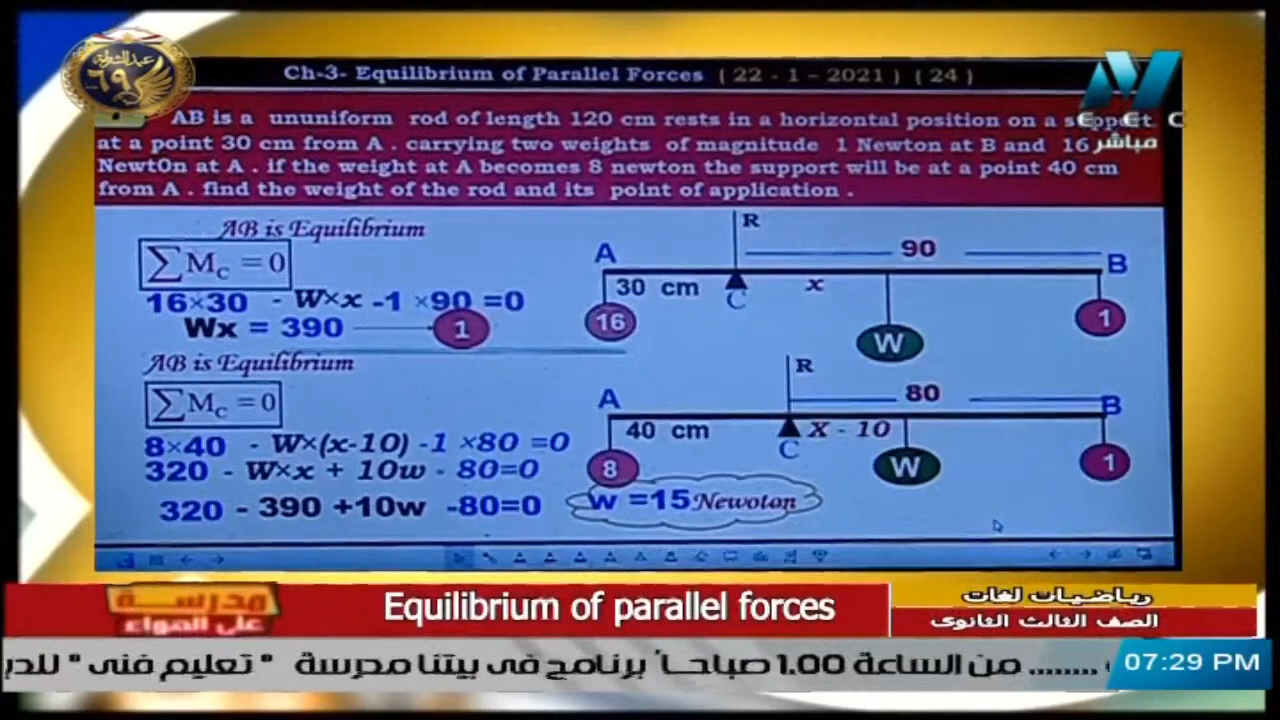 عيد الشرطة
٦٩
Ch-3- Equilibrium of Parallel Forces ( 22 - 1 - 2021 ) ( 24 )
AB is a ununiform rod of length 120 cm rests in a horizontal position on a support
at a point 30 cm from A . carrying two weights of magnitude 1 Newton at B and 16
NewtOn at A . if the weight at A becomes 8 newton the support will be at a point 40 cm
from A . find the weight of the rod and its point of application .
E E C
مباشر
AB is Equilibrium
∑M_C = 0
16×30 - W×x -1 ×90 =0
Wx = 390 1
R
90
A B
30 cm C x
16 W 1
AB is Equilibrium
∑M_C = 0
8×40 - W×(x-10) -1 ×80 =0
320 - W×x + 10w - 80=0
320 - 390 +10w -80=0
R
80
A B
40 cm C X - 10
8 W 1
w =15 Newoton
مدرسة
على الهواء
Equilibrium of parallel forces
رياضيات لغات
الصف الثالث الثانوى
من الساعة 1.00 صباحاً برنامج فى بيتنا مدرسة " تعليم فنى "
07:29 PM